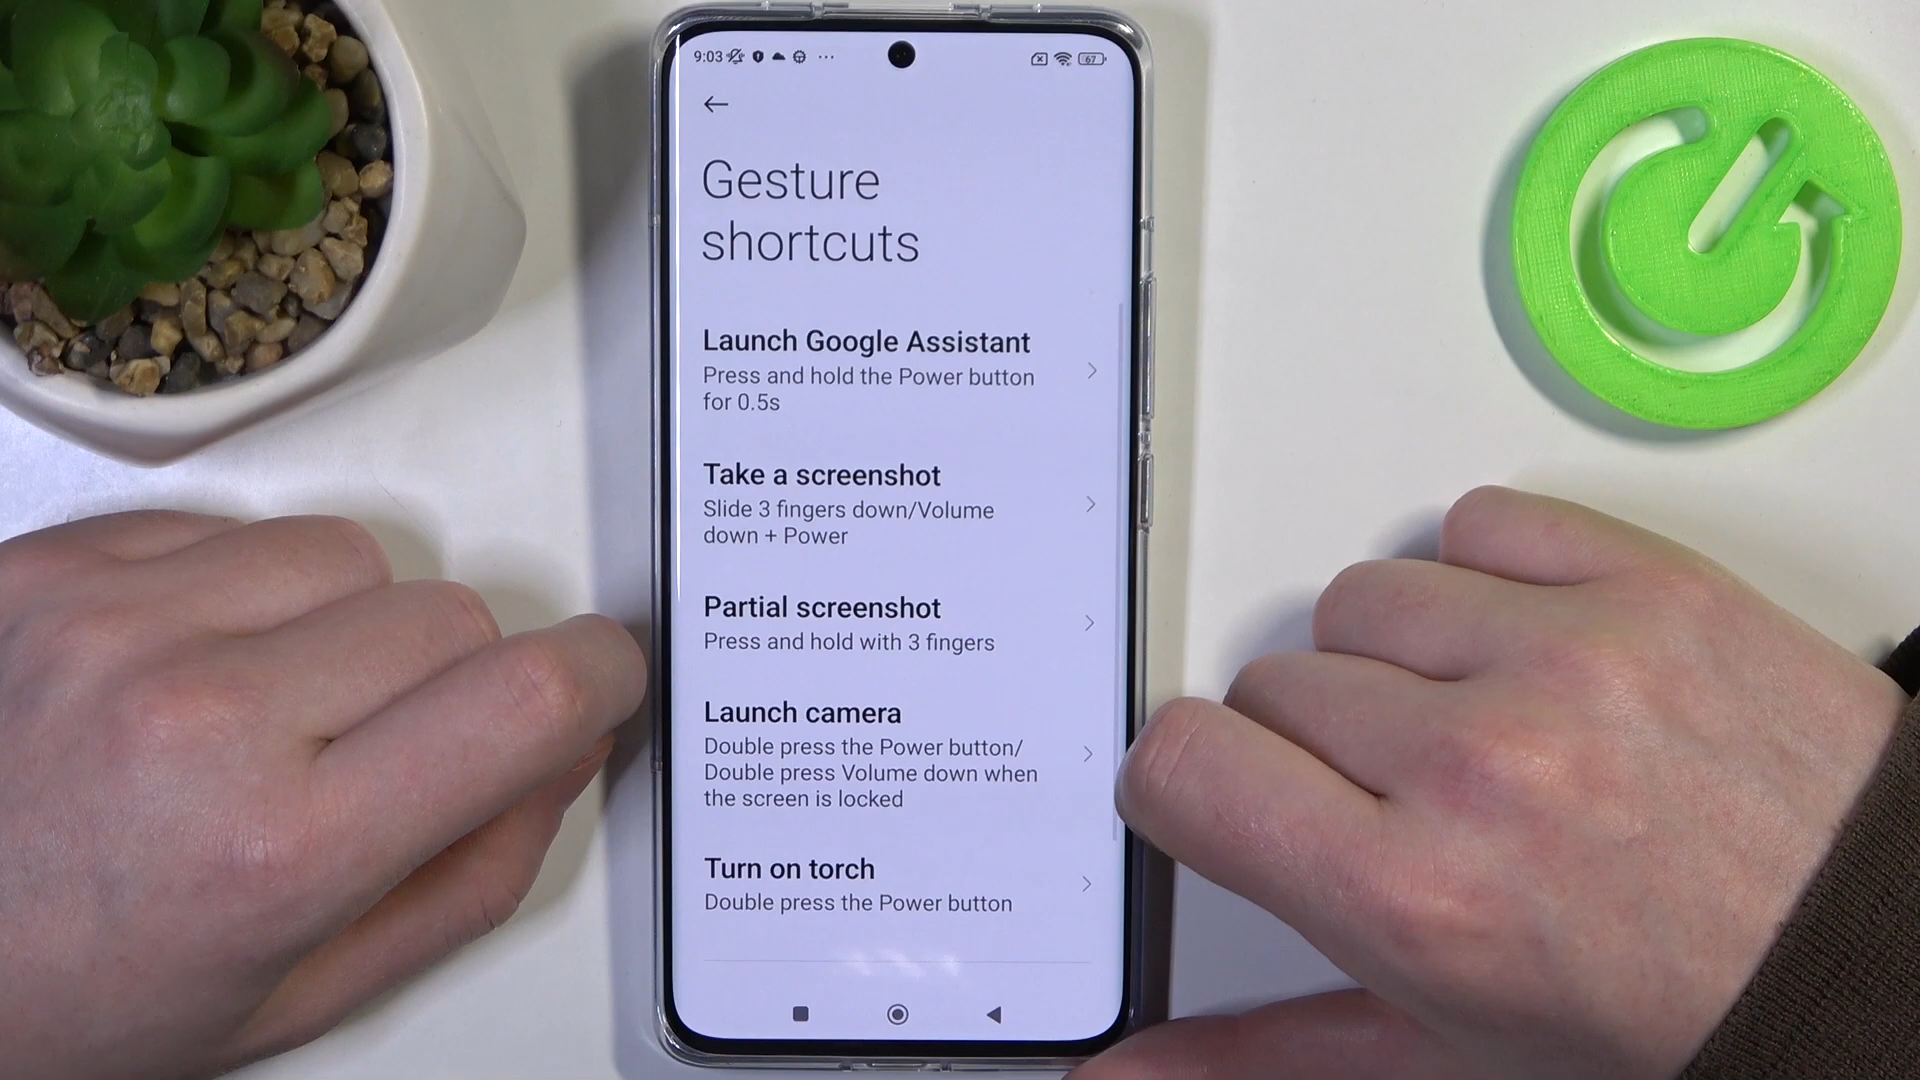 9:03
67
Gesture
shortcuts
Launch Google Assistant
Press and hold the Power button
for 0.5s
Take a screenshot
Slide 3 fingers down/Volume
down + Power
Partial screenshot
Press and hold with 3 fingers
Launch camera
Double press the Power button/
Double press Volume down when
the screen is locked
Turn on torch
Double press the Power button